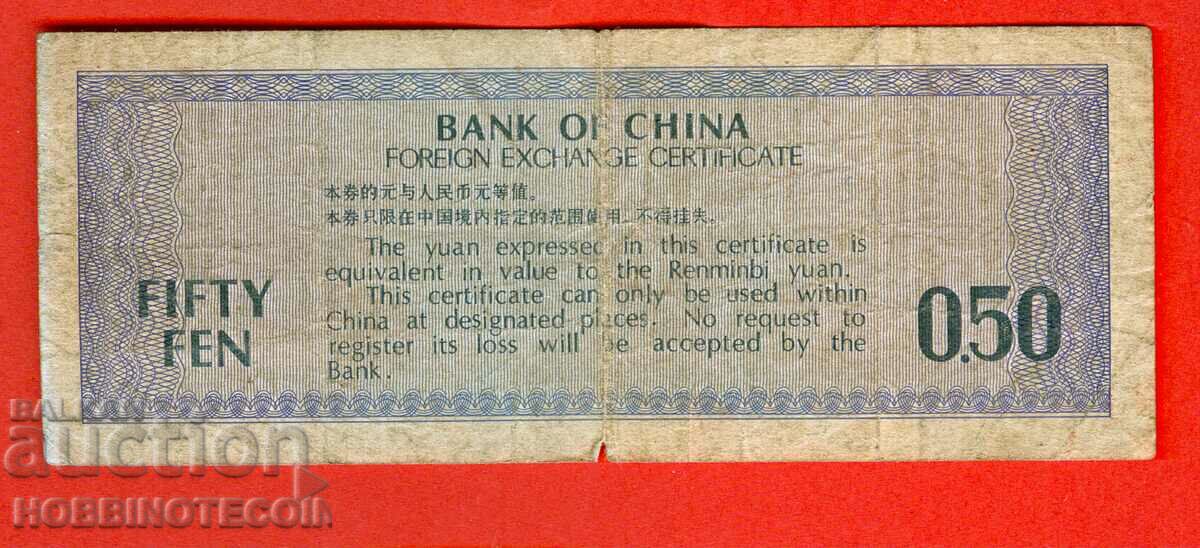 BANK OF CHINA
FOREIGN EXCHANGE CERTIFICATE
本券的元与人民币元等值。
本券只限在中国境内指定的范围使用，不得挂失。
The yuan expressed in this certificate is
equivalent in value to the Renminbi yuan.
This certificate can only be used within
China at designated places. No request to
register its loss will be accepted by the
Bank.
FIFTY
FEN
0.50
BALKAN
auction
HOBBINOTECOIN